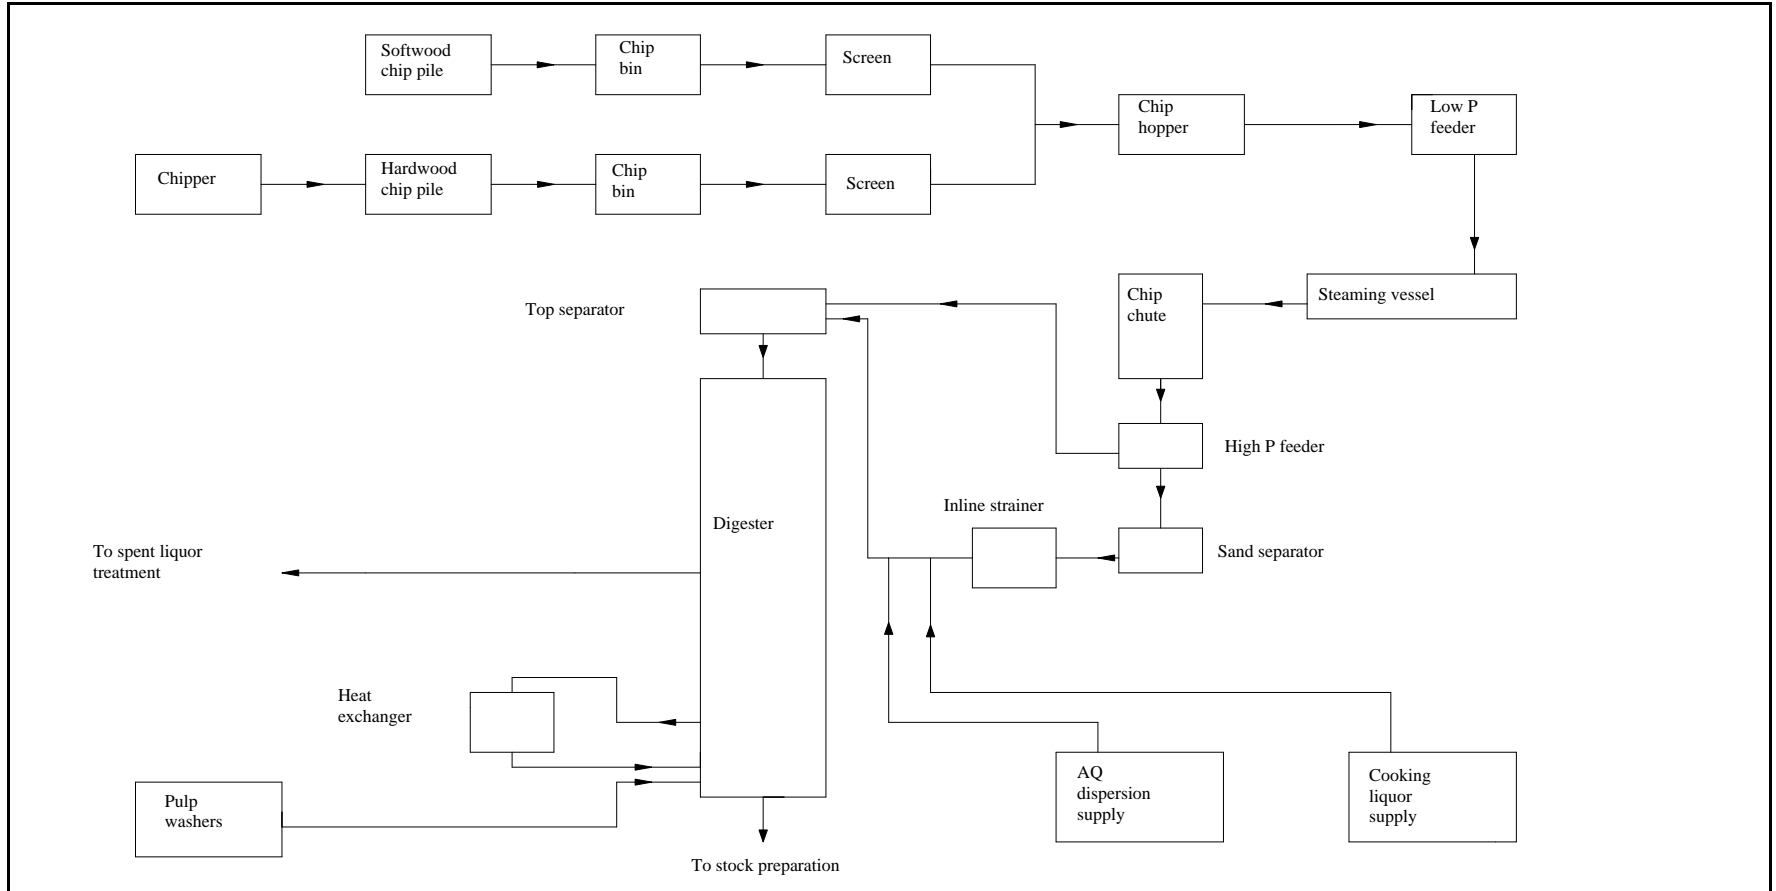 Softwood
chip pile
Chip
bin
Screen
Chip
hopper
Low P
feeder
Chipper
Hardwood
chip pile
Chip
bin
Screen
Top separator
Chip
chute
Steaming vessel
High P feeder
Inline strainer
Digester
Sand separator
To spent liquor
treatment
Heat
exchanger
Pulp
washers
AQ
dispersion
supply
Cooking
liquor
supply
To stock preparation